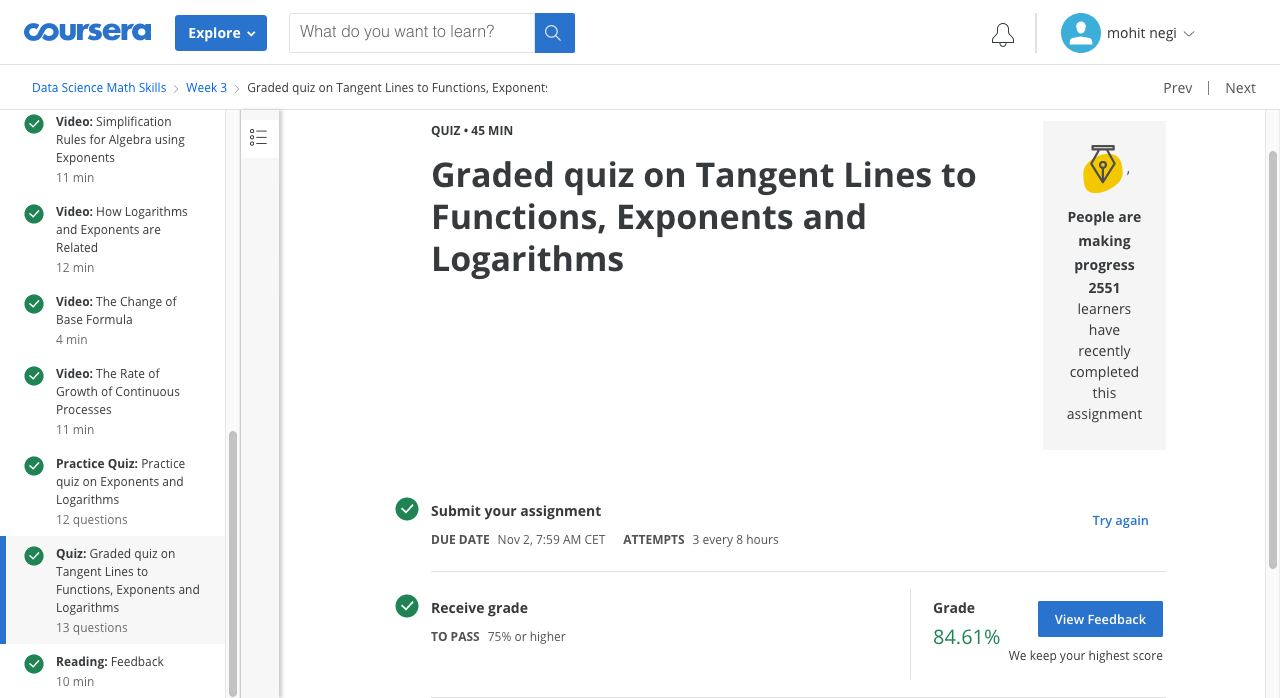 coursera
Explore
What do you want to learn?
mohit negi
Data Science Math Skills
Week 3
Graded quiz on Tangent Lines to Functions, Exponents
Prev
Next
Video: Simplification
Rules for Algebra using
Exponents
11 min
Video: How Logarithms
and Exponents are
Related
12 min
Video: The Change of
Base Formula
4 min
Video: The Rate of
Growth of Continuous
Processes
11 min
Practice Quiz: Practice
quiz on Exponents and
Logarithms
12 questions
Quiz: Graded quiz on
Tangent Lines to
Functions, Exponents and
Logarithms
13 questions
Reading: Feedback
10 min
QUIZ • 45 MIN
Graded quiz on Tangent Lines to
Functions, Exponents and
Logarithms
,
People are
making
progress
2551
learners
have
recently
completed
this
assignment
Submit your assignment
DUE DATE Nov 2, 7:59 AM CET ATTEMPTS 3 every 8 hours
Try again
Receive grade
TO PASS 75% or higher
Grade
84.61%
View Feedback
We keep your highest score